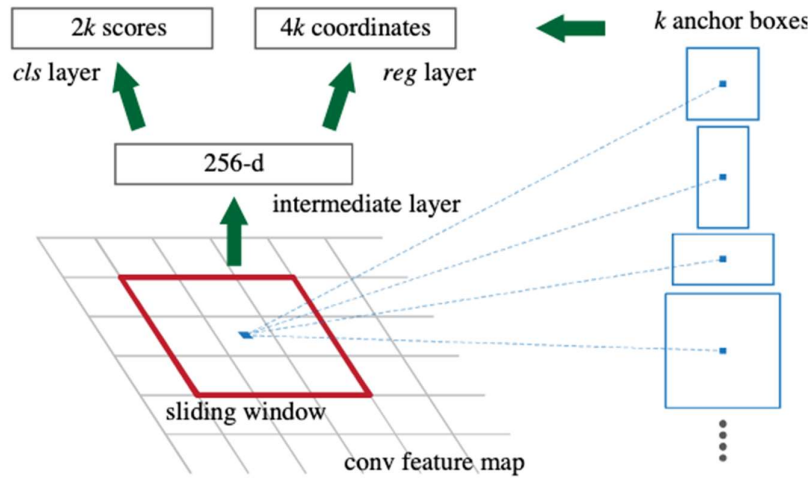 2k scores
4k coordinates
k anchor boxes
cls layer
reg layer
256-d
intermediate layer
sliding window
conv feature map